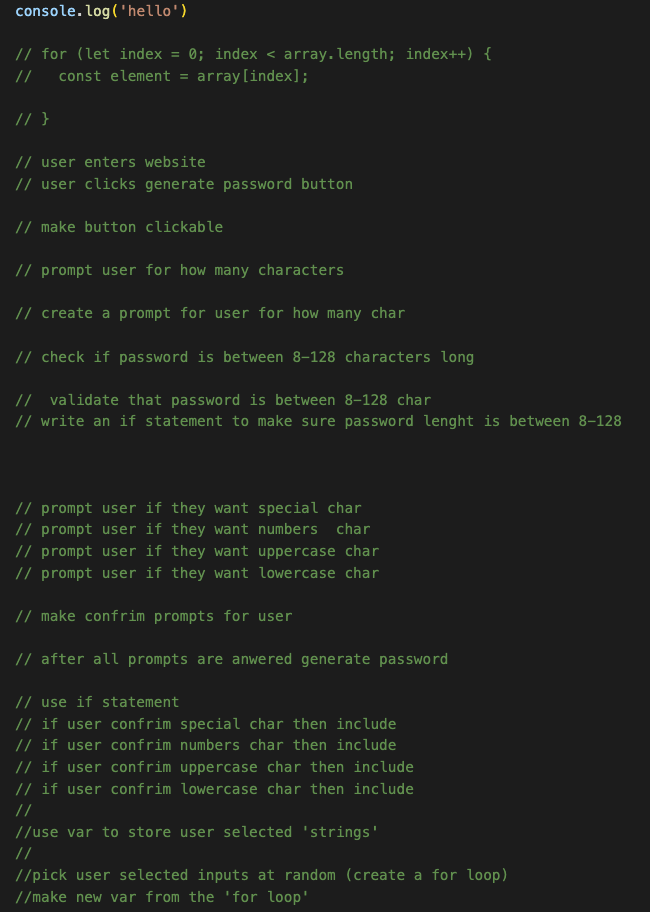 console.log('hello')
// for (let index = 0; index < array.length; index++) {
//   const element = array[index];
// }
// user enters website
// user clicks generate password button
// make button clickable
// prompt user for how many characters
// create a prompt for user for how many char
// check if password is between 8-128 characters long
//  validate that password is between 8-128 char
// write an if statement to make sure password lenght is between 8-128
// prompt user if they want special char
// prompt user if they want numbers  char
// prompt user if they want uppercase char
// prompt user if they want lowercase char
// make confrim prompts for user
// after all prompts are anwered generate password
// use if statement
// if user confrim special char then include
// if user confrim numbers char then include
// if user confrim uppercase char then include
// if user confrim lowercase char then include
//
//use var to store user selected 'strings'
//
//pick user selected inputs at random (create a for loop)
//make new var from the 'for loop'